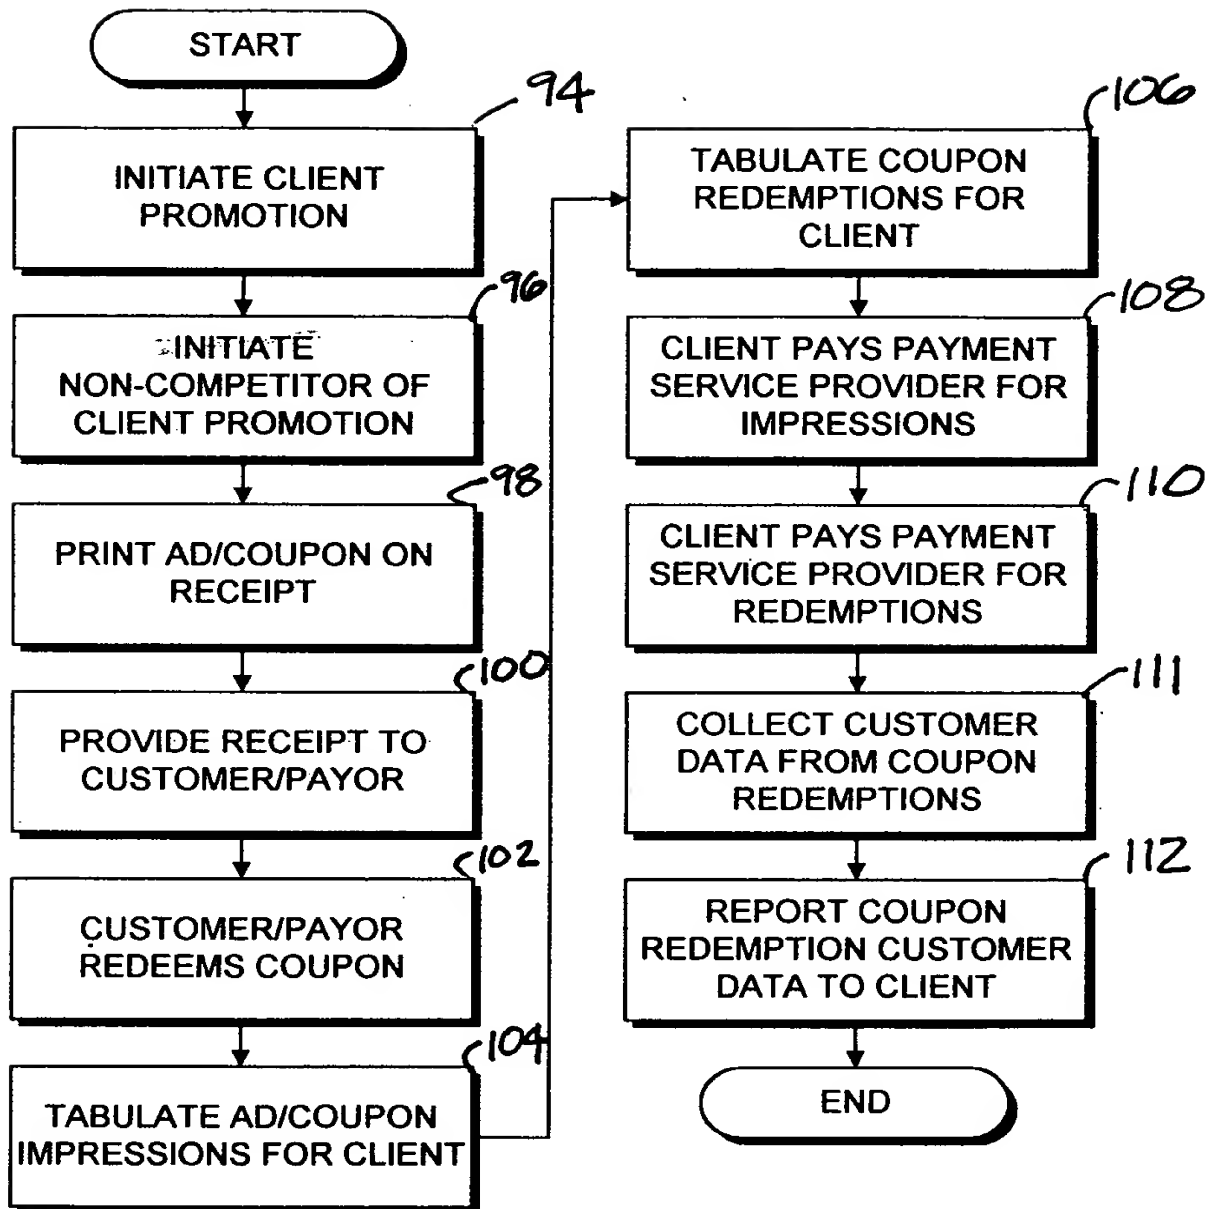 START
94
INITIATE CLIENT
PROMOTION
96
INITIATE
NON-COMPETITOR OF
CLIENT PROMOTION
98
PRINT AD/COUPON ON
RECEIPT
100
PROVIDE RECEIPT TO
CUSTOMER/PAYOR
102
CUSTOMER/PAYOR
REDEEMS COUPON
104
TABULATE AD/COUPON
IMPRESSIONS FOR CLIENT
106
TABULATE COUPON
REDEMPTIONS FOR
CLIENT
108
CLIENT PAYS PAYMENT
SERVICE PROVIDER FOR
IMPRESSIONS
110
CLIENT PAYS PAYMENT
SERVICE PROVIDER FOR
REDEMPTIONS
111
COLLECT CUSTOMER
DATA FROM COUPON
REDEMPTIONS
112
REPORT COUPON
REDEMPTION CUSTOMER
DATA TO CLIENT
END